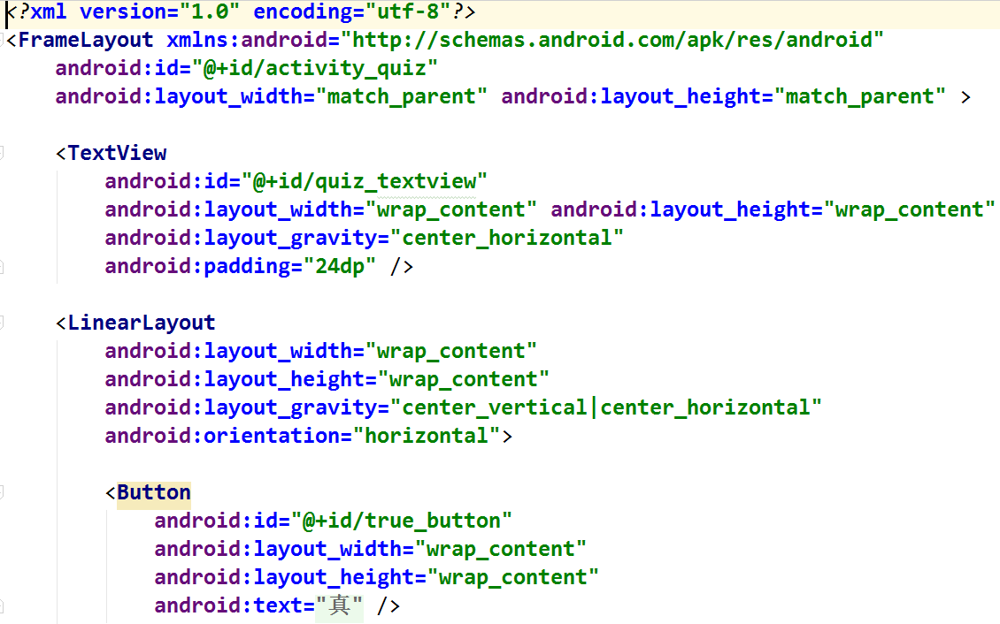 <?xml version="1.0" encoding="utf-8"?>
<FrameLayout xmlns:android="http://schemas.android.com/apk/res/android"
    android:id="@+id/activity_quiz"
    android:layout_width="match_parent" android:layout_height="match_parent" >
    <TextView
        android:id="@+id/quiz_textview"
        android:layout_width="wrap_content" android:layout_height="wrap_content"
        android:layout_gravity="center_horizontal"
        android:padding="24dp" />
    <LinearLayout
        android:layout_width="wrap_content"
        android:layout_height="wrap_content"
        android:layout_gravity="center_vertical|center_horizontal"
        android:orientation="horizontal">
        <Button
            android:id="@+id/true_button"
            android:layout_width="wrap_content"
            android:layout_height="wrap_content"
            android:text="真" />